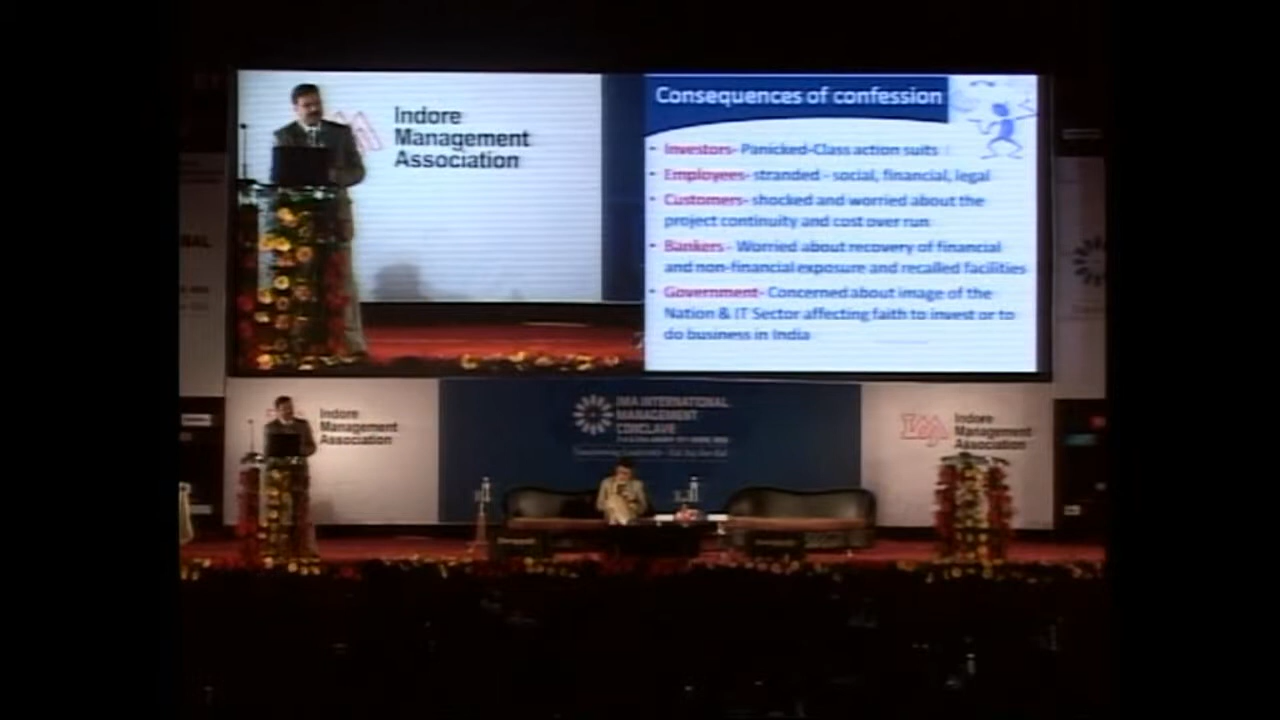 Indore
Management
Association
Consequences of confession
• Investors- Panicked-Class action suits
• Employees- stranded - social, financial, legal
• Customers- shocked and worried about the
project continuity and cost over run
• Bankers - Worried about recovery of financial
and non-financial exposure and recalled facilities
• Government- Concerned about image of the
Nation & IT Sector affecting faith to invest or to
do business in India
Indore
Management
Association
IMA INTERNATIONAL
MANAGEMENT
CONCLAVE
IMA
Indore
Management
Association